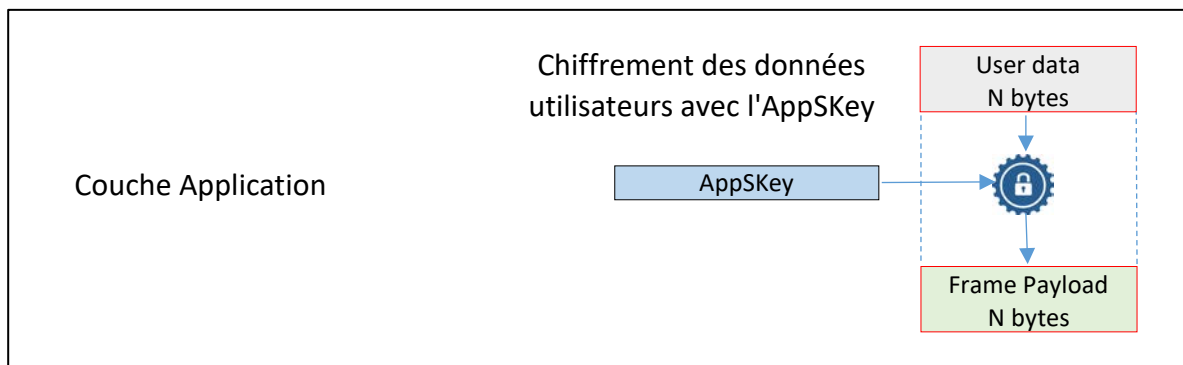 Chiffrement des données
utilisateurs avec l'AppSKey
User data
N bytes
Couche Application
AppSKey
Frame Payload
N bytes